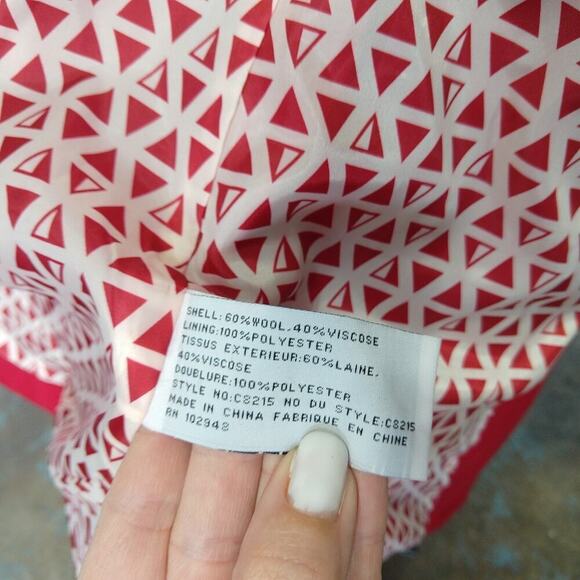 SHELL:60%WOOL,40%VISCOSE
LINING:100%POLYESTER
TISSUS EXTERIEUR:60%LAINE,
40%VISCOSE
DOUBLURE:100%POLYESTER
STYLE NO:C8215 NO DU STYLE:C8215
MADE IN CHINA FABRIQUE EN CHINE
RN 102948